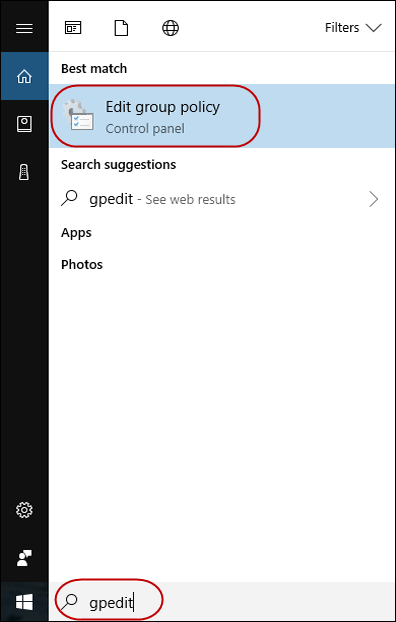 Filters
Best match
Edit group policy
Control panel
Search suggestions
gpedit - See web results
Apps
Photos
gpedit